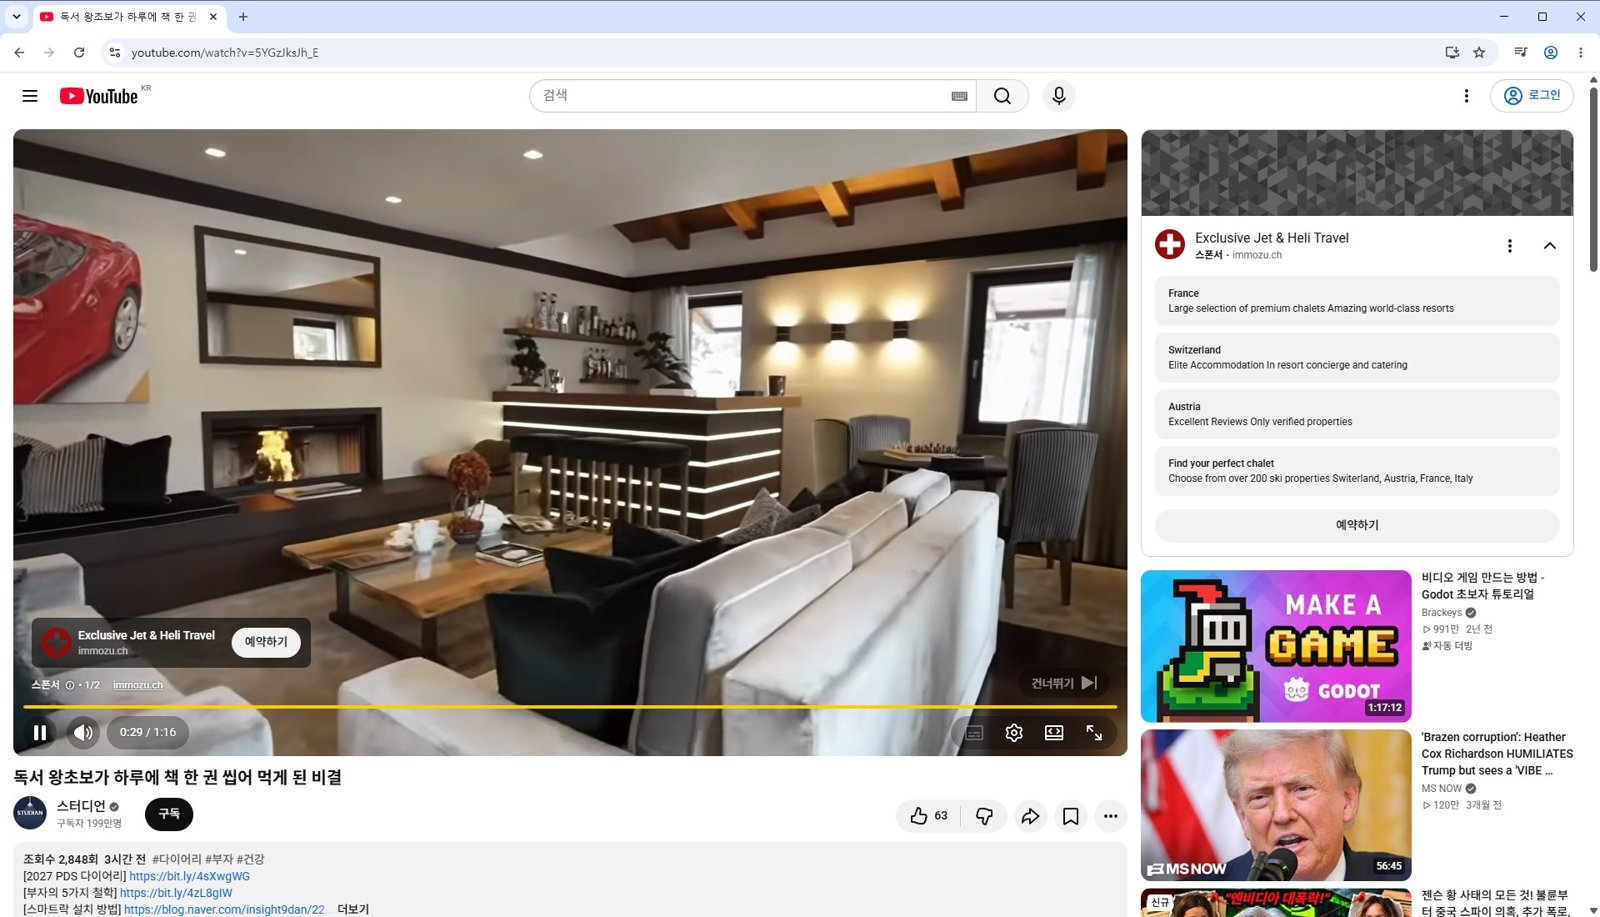 독서 왕초보가 하루에 책 한 권
youtube.com/watch?v=5YGzJksJh_E
YouTube KR
검색
로그인
Exclusive Jet & Heli Travel
immozu.ch
예약하기
스폰서 • 1/2 immozu.ch
건너뛰기
0:29 / 1:16
독서 왕초보가 하루에 책 한 권 씹어 먹게 된 비결
STUDIAN
스터디언
구독자 199만명
구독
63
조회수 2,848회 3시간 전 #다이어리 #부자 #건강
[2027 PDS 다이어리] https://bit.ly/4sXwgWG
[부자의 5가지 철학] https://bit.ly/4zL8gIW
[스마트락 설치 방법] https://blog.naver.com/insight9dan/22... 더보기
Exclusive Jet & Heli Travel
스폰서 · immozu.ch
France
Large selection of premium chalets Amazing world-class resorts
Switzerland
Elite Accommodation In resort concierge and catering
Austria
Excellent Reviews Only verified properties
Find your perfect chalet
Choose from over 200 ski properties Switerland, Austria, France, Italy
예약하기
MAKE A
GAME
GODOT
1:17:12
비디오 게임 만드는 방법 -
Godot 초보자 튜토리얼
Brackeys
991만 2년 전
자동 더빙
MS NOW
56:45
'Brazen corruption': Heather
Cox Richardson HUMILIATES
Trump but sees a 'VIBE ...
MS NOW
120만 3개월 전
신규
"엔비디아 대폭락!"
젠슨 황 사태의 모든 것! 불륜부
터 중국 스파이 의혹, 추가 폭로,